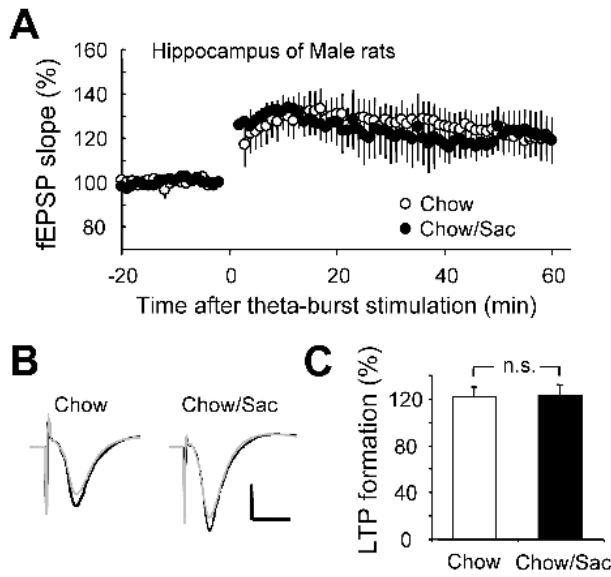 A
Hippocampus of Male rats
fEPSP slope (%)
160
140
120
100
80
Chow
Chow/Sac
-20
0
20
40
60
Time after theta-burst stimulation (min)
B
Chow
Chow/Sac
C
n.s.
LTP formation (%)
120
80
40
0
Chow
Chow/Sac